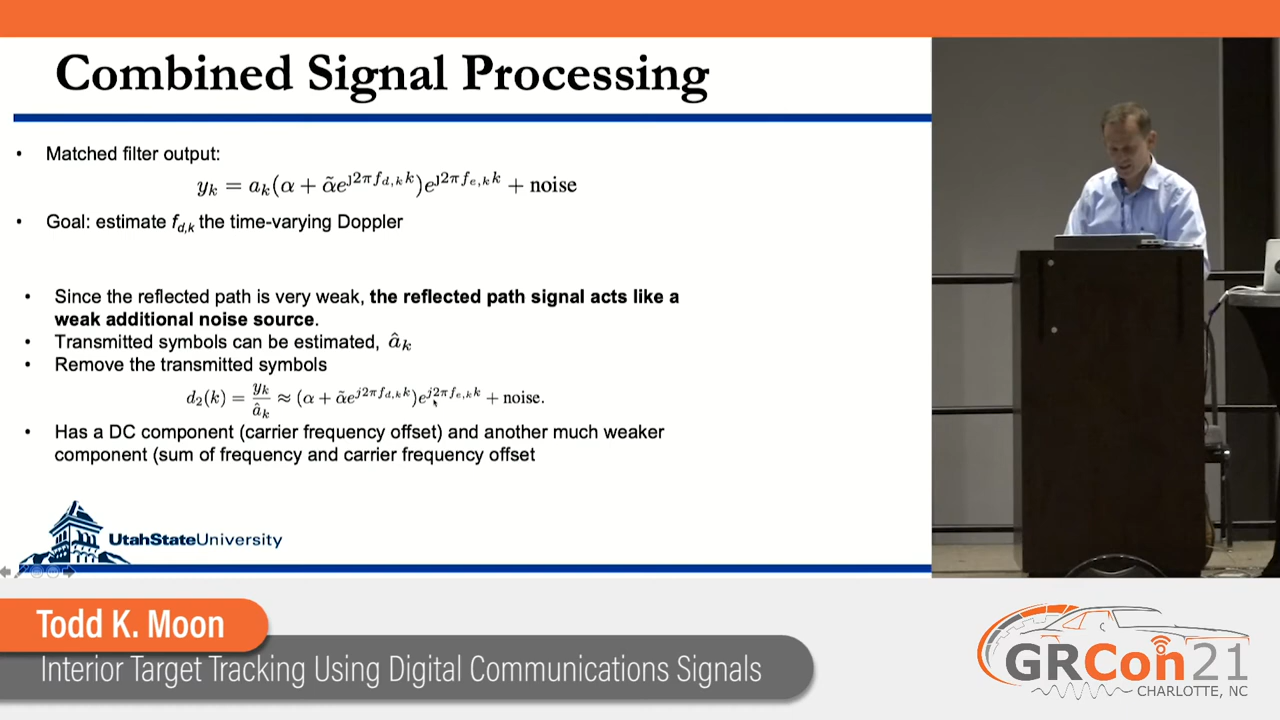 Combined Signal Processing
• Matched filter output:
y_k = a_k(α + α̃e^{j2πf_{d,k}k})e^{j2πf_{e,k}k} + noise
• Goal: estimate f_{d,k} the time-varying Doppler
• Since the reflected path is very weak, the reflected path signal acts like a
weak additional noise source.
• Transmitted symbols can be estimated, â_k
• Remove the transmitted symbols
d_2(k) = y_k/â_k ≈ (α + α̃e^{j2πf_{d,k}k})e^{j2πf_{e,k}k} + noise.
• Has a DC component (carrier frequency offset) and another much weaker
component (sum of frequency and carrier frequency offset
UtahStateUniversity
Todd K. Moon
Interior Target Tracking Using Digital Communications Signals
GRCon21
CHARLOTTE, NC